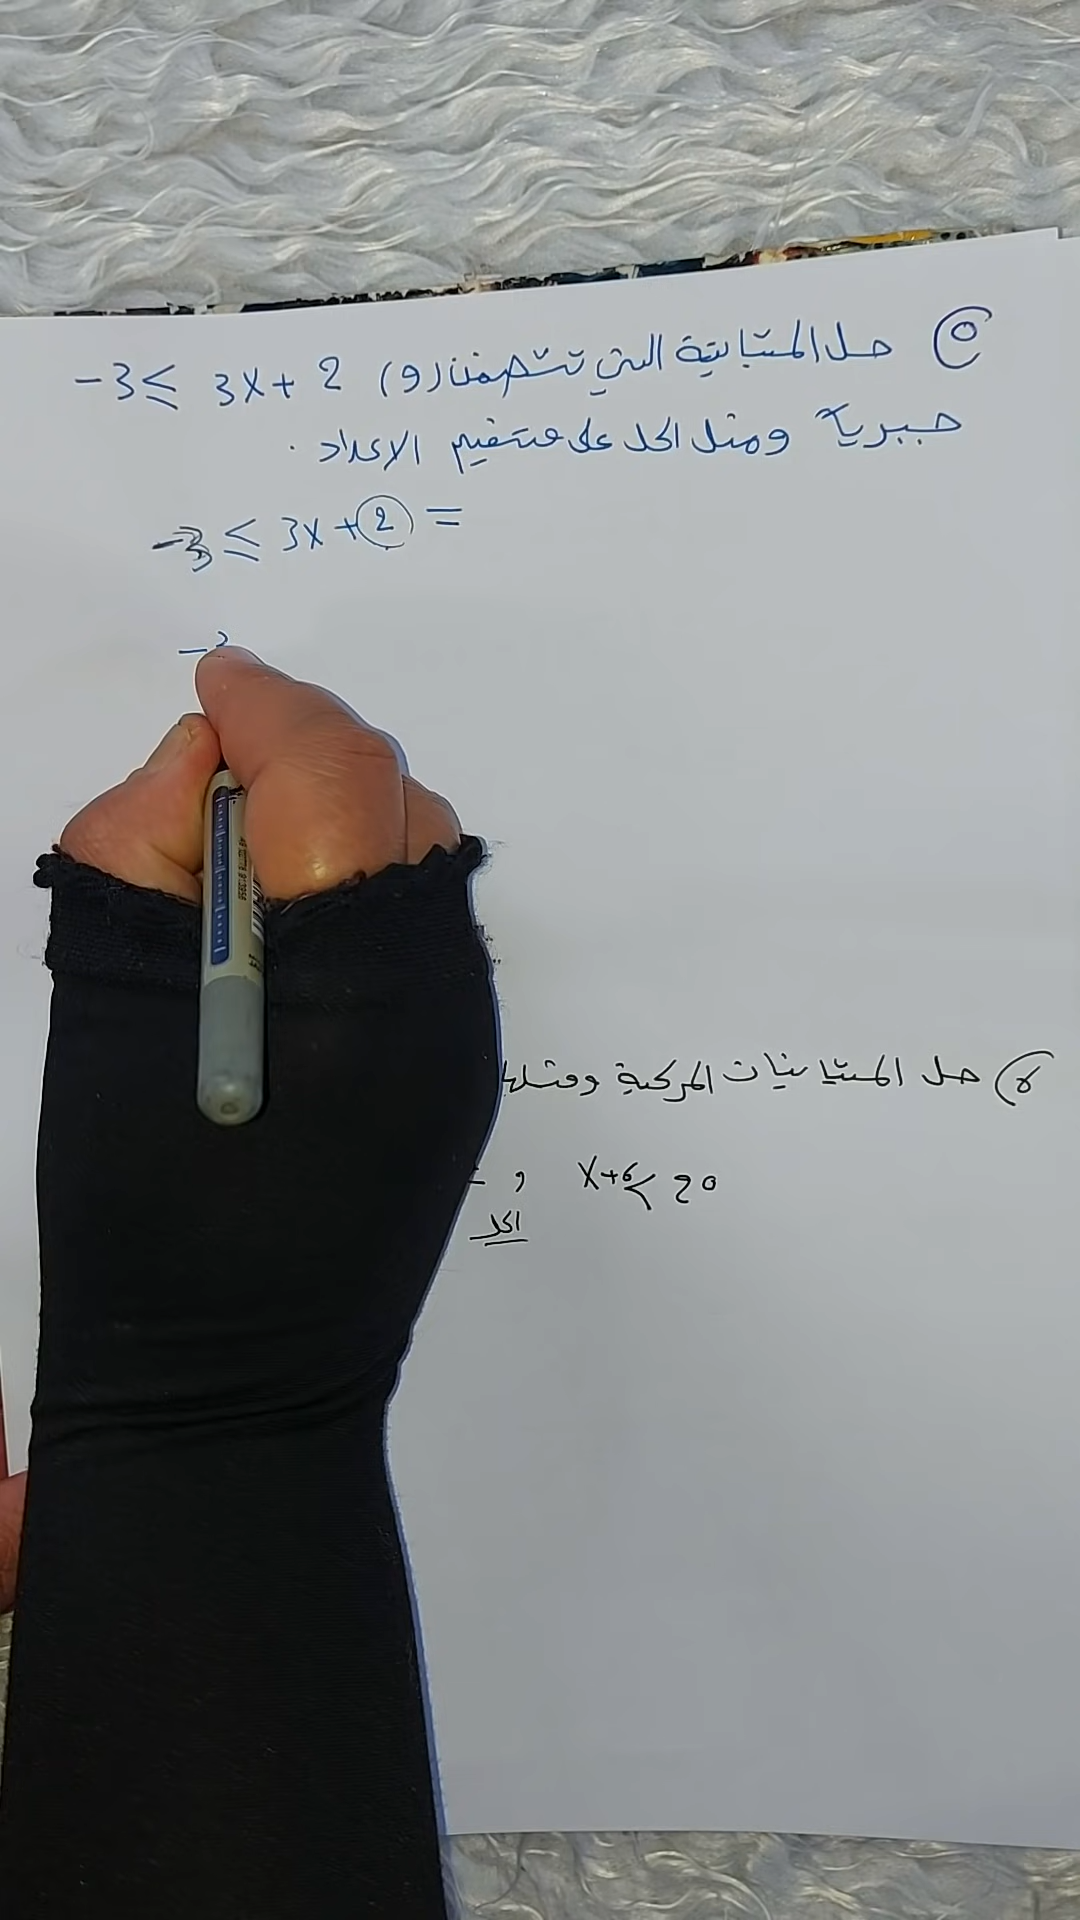 ٥) حل المتباينة التي تتضمن (و) -3 ≤ 3X + 2
جبرياً ومثل الحل على مستقيم الاعداد .
-3 ≤ 3X + 2 =
-3
حل المتباينات المركبة ومثلها
و X+6 < 20
الحل